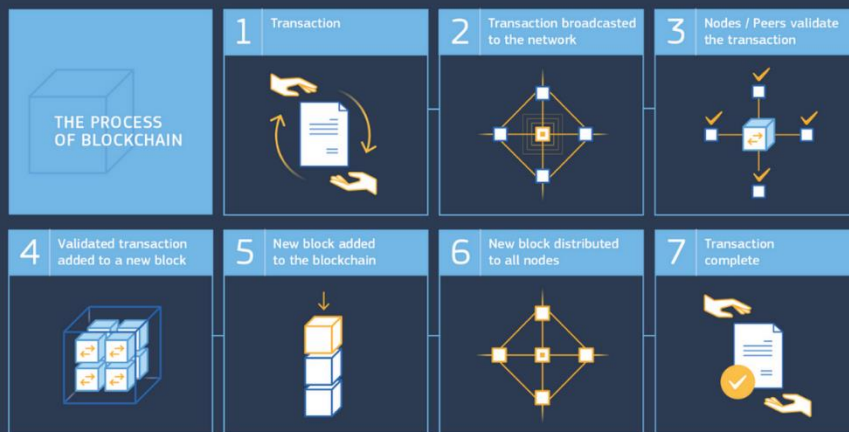 THE PROCESS
OF BLOCKCHAIN
1
Transaction
2
Transaction broadcasted
to the network
3
Nodes / Peers validate
the transaction
4
Validated transaction
added to a new block
5
New block added
to the blockchain
6
New block distributed
to all nodes
7
Transaction
complete